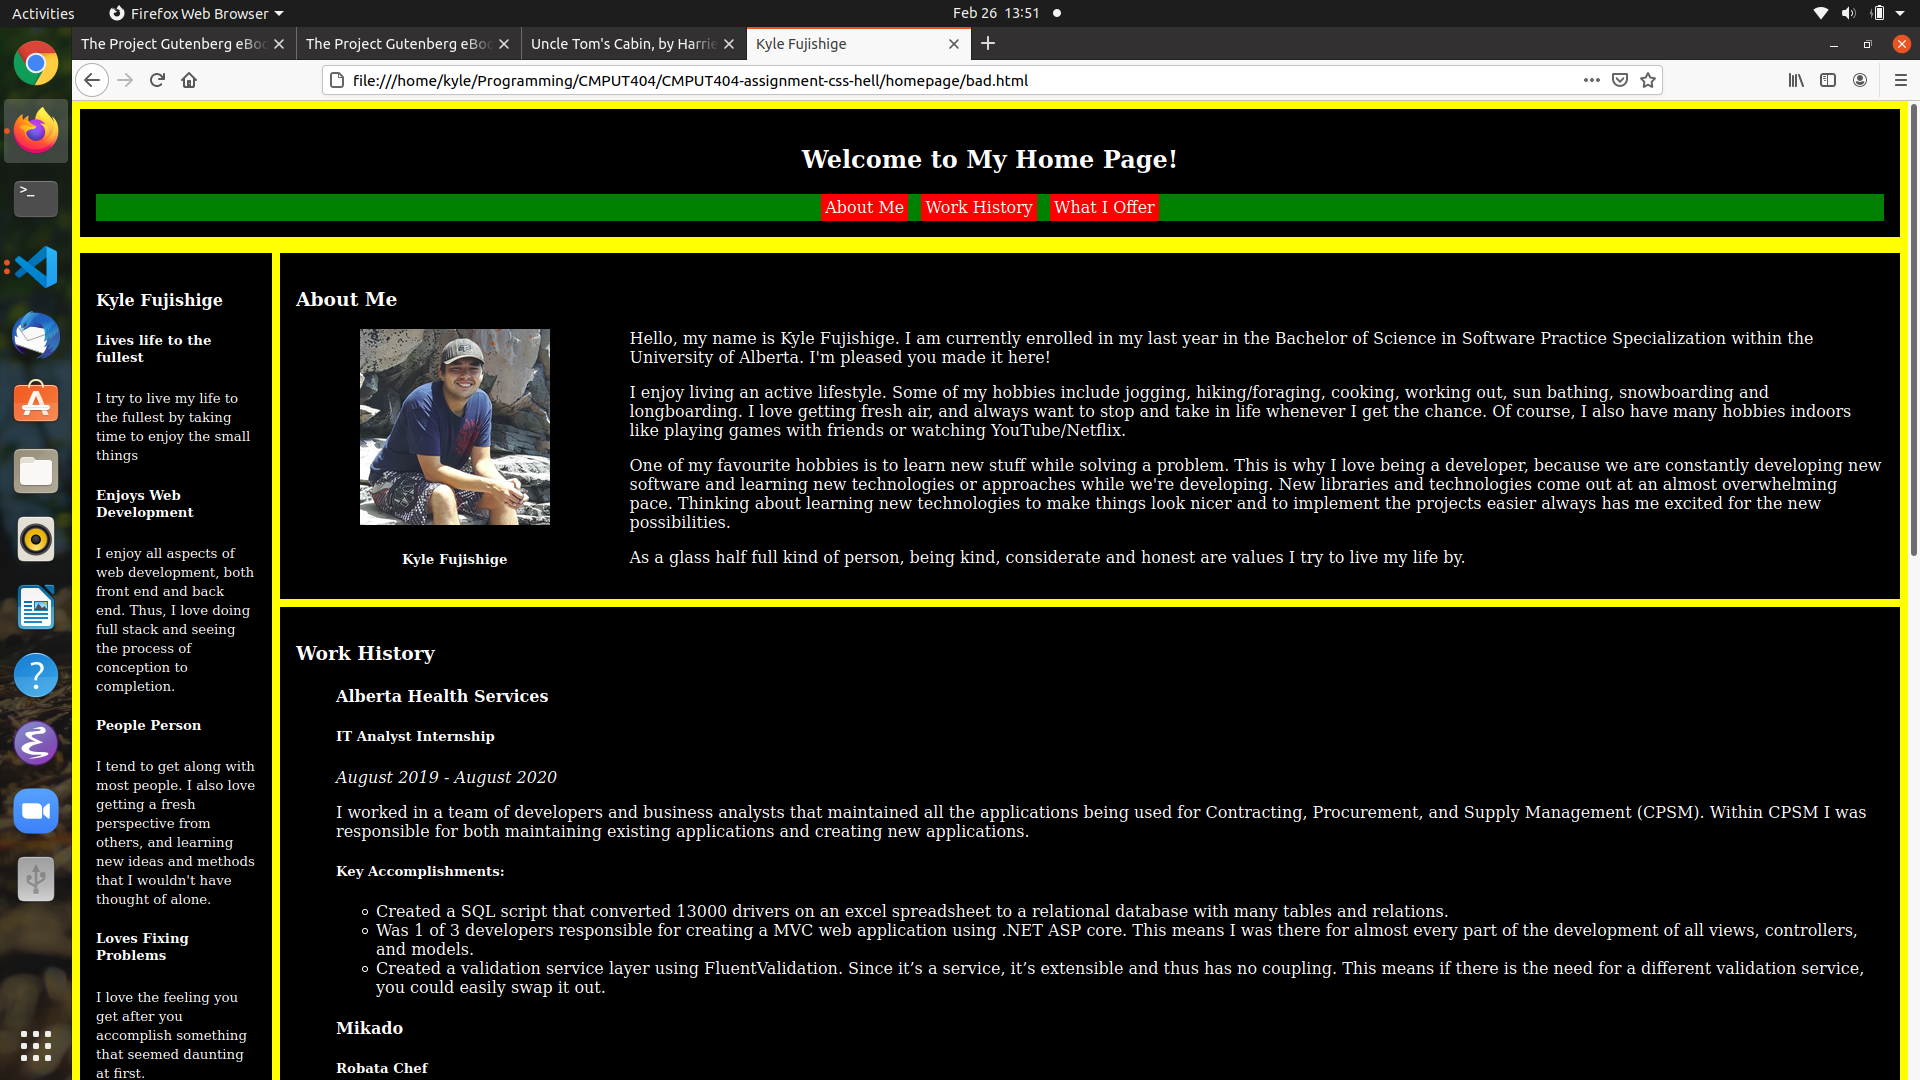 Activities
Firefox Web Browser
Feb 26 13:51
The Project Gutenberg eBoo
The Project Gutenberg eBoo
Uncle Tom's Cabin, by Harrie
Kyle Fujishige
file:///home/kyle/Programming/CMPUT404/CMPUT404-assignment-css-hell/homepage/bad.html
Welcome to My Home Page!
About Me
Work History
What I Offer
Kyle Fujishige
Lives life to the
fullest
I try to live my life to
the fullest by taking
time to enjoy the small
things
Enjoys Web
Development
I enjoy all aspects of
web development, both
front end and back
end. Thus, I love doing
full stack and seeing
the process of
conception to
completion.
People Person
I tend to get along with
most people. I also love
getting a fresh
perspective from
others, and learning
new ideas and methods
that I wouldn't have
thought of alone.
Loves Fixing
Problems
I love the feeling you
get after you
accomplish something
that seemed daunting
at first.
About Me
Kyle Fujishige
Hello, my name is Kyle Fujishige. I am currently enrolled in my last year in the Bachelor of Science in Software Practice Specialization within the
University of Alberta. I'm pleased you made it here!
I enjoy living an active lifestyle. Some of my hobbies include jogging, hiking/foraging, cooking, working out, sun bathing, snowboarding and
longboarding. I love getting fresh air, and always want to stop and take in life whenever I get the chance. Of course, I also have many hobbies indoors
like playing games with friends or watching YouTube/Netflix.
One of my favourite hobbies is to learn new stuff while solving a problem. This is why I love being a developer, because we are constantly developing new
software and learning new technologies or approaches while we're developing. New libraries and technologies come out at an almost overwhelming
pace. Thinking about learning new technologies to make things look nicer and to implement the projects easier always has me excited for the new
possibilities.
As a glass half full kind of person, being kind, considerate and honest are values I try to live my life by.
Work History
Alberta Health Services
IT Analyst Internship
August 2019 - August 2020
I worked in a team of developers and business analysts that maintained all the applications being used for Contracting, Procurement, and Supply Management (CPSM). Within CPSM I was
responsible for both maintaining existing applications and creating new applications.
Key Accomplishments:
Created a SQL script that converted 13000 drivers on an excel spreadsheet to a relational database with many tables and relations.
Was 1 of 3 developers responsible for creating a MVC web application using .NET ASP core. This means I was there for almost every part of the development of all views, controllers,
and models.
Created a validation service layer using FluentValidation. Since it’s a service, it’s extensible and thus has no coupling. This means if there is the need for a different validation service,
you could easily swap it out.
Mikado
Robata Chef